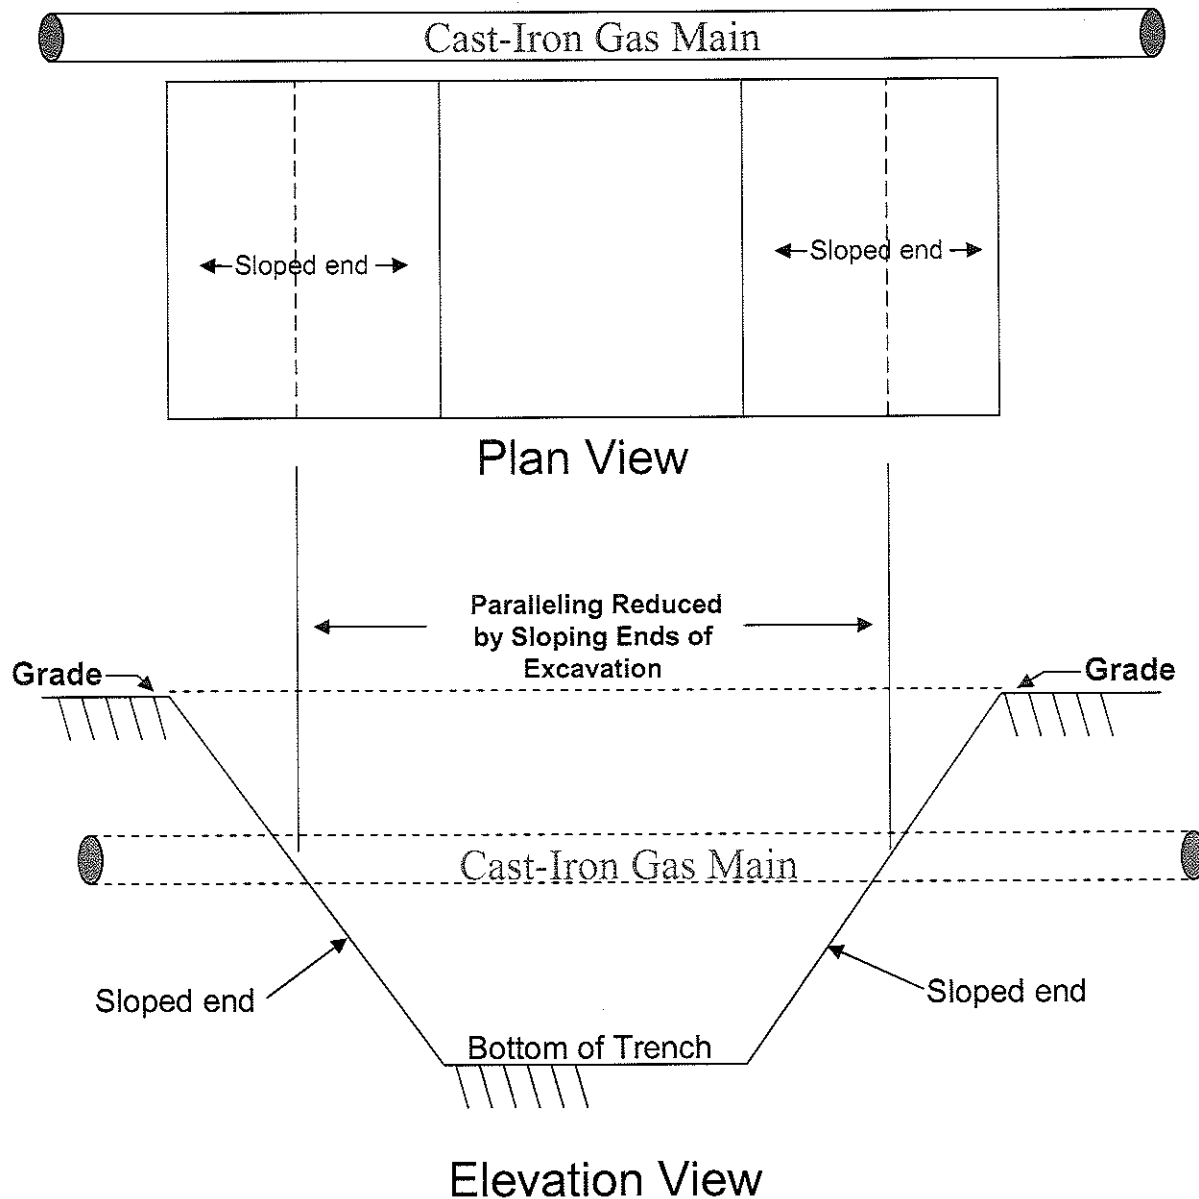 Cast-Iron Gas Main
Sloped end
Sloped end
Plan View
Paralleling Reduced
by Sloping Ends of
Excavation
Grade
Grade
Cast-Iron Gas Main
Sloped end
Sloped end
Bottom of Trench
Elevation View